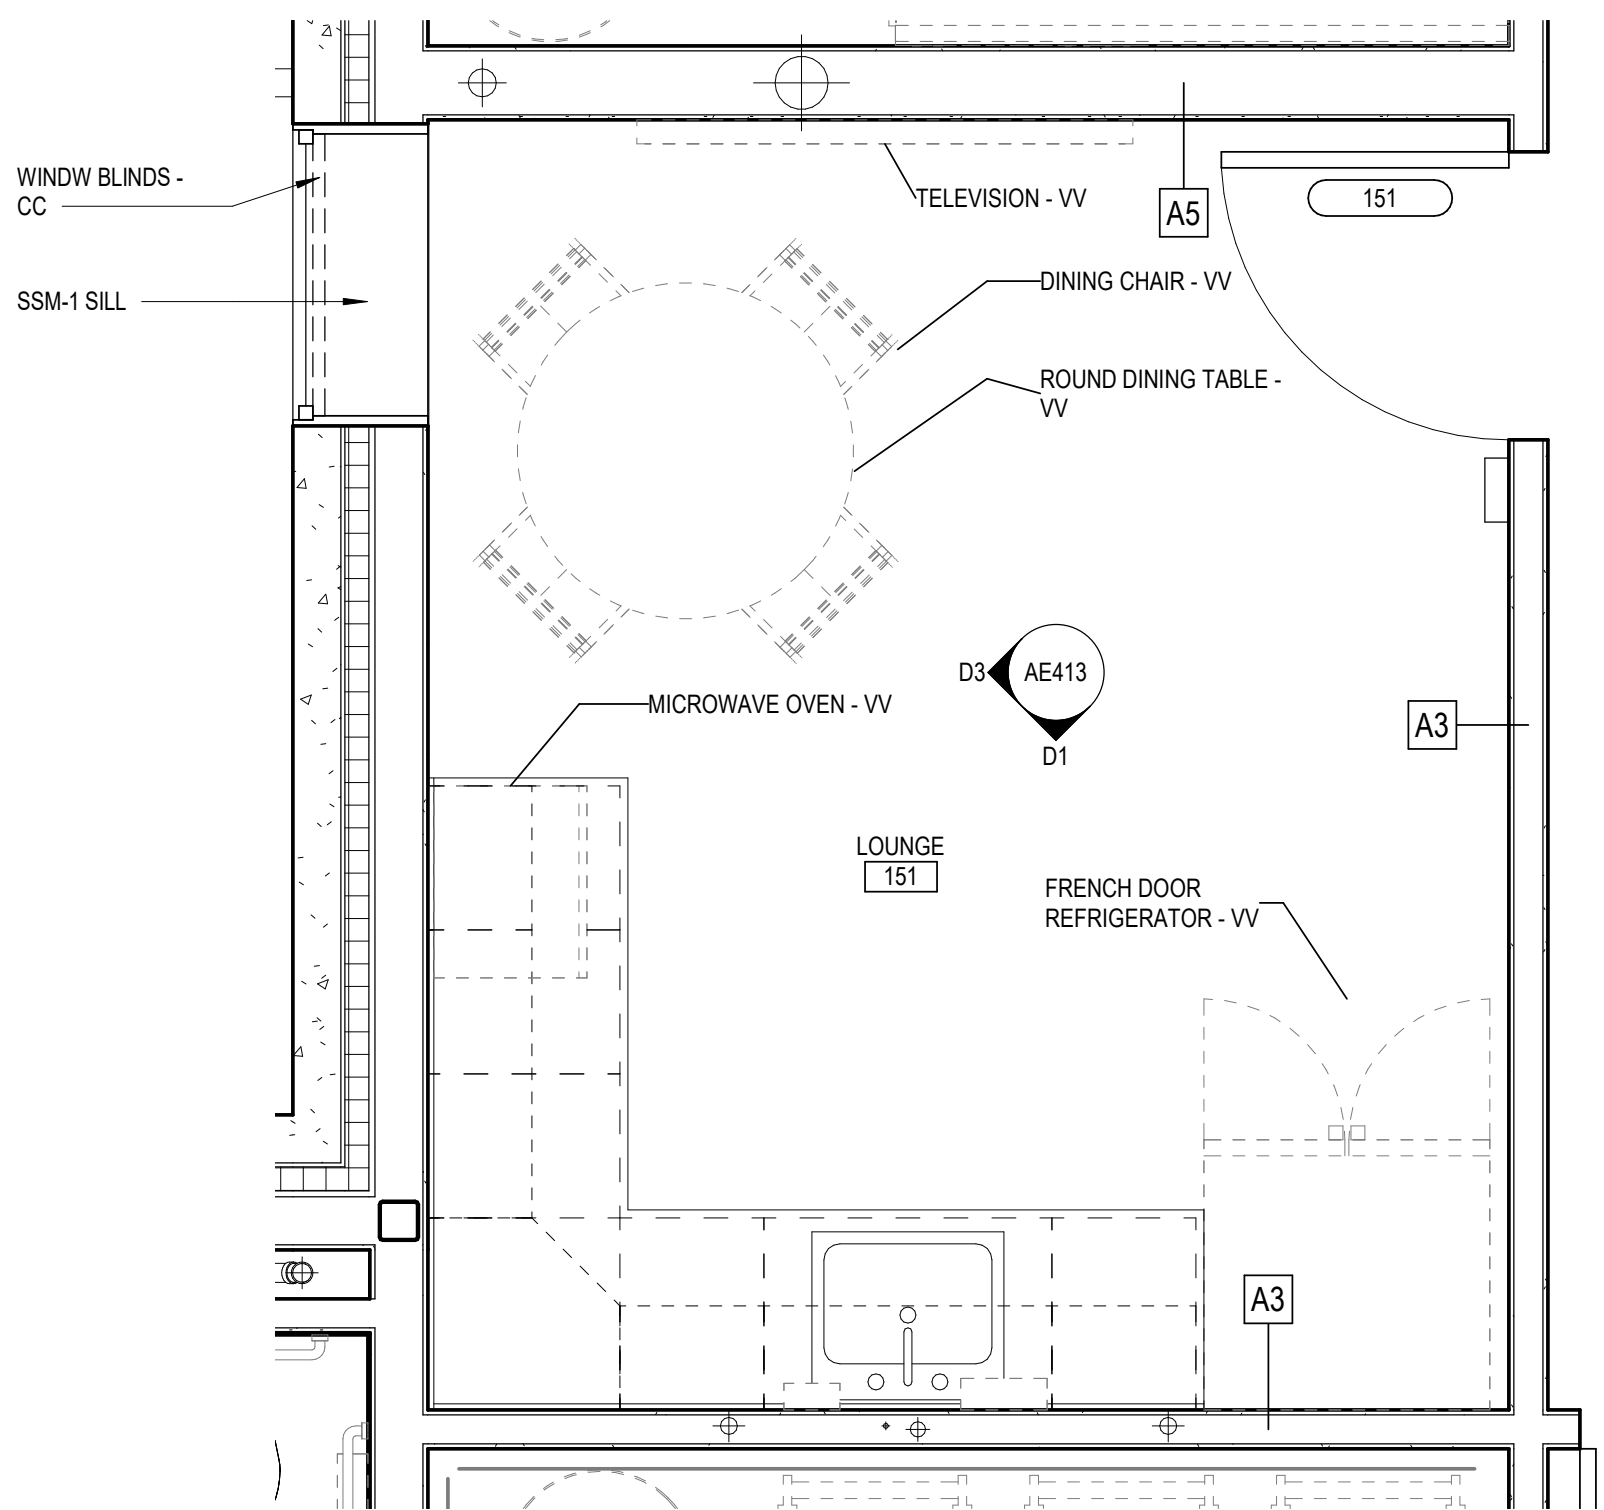 WINDW BLINDS -
CC
TELEVISION - VV
A5
151
SSM-1 SILL
DINING CHAIR - VV
ROUND DINING TABLE -
VV
D3
AE413
D1
MICROWAVE OVEN - VV
A3
LOUNGE
151
FRENCH DOOR
REFRIGERATOR - VV
A3